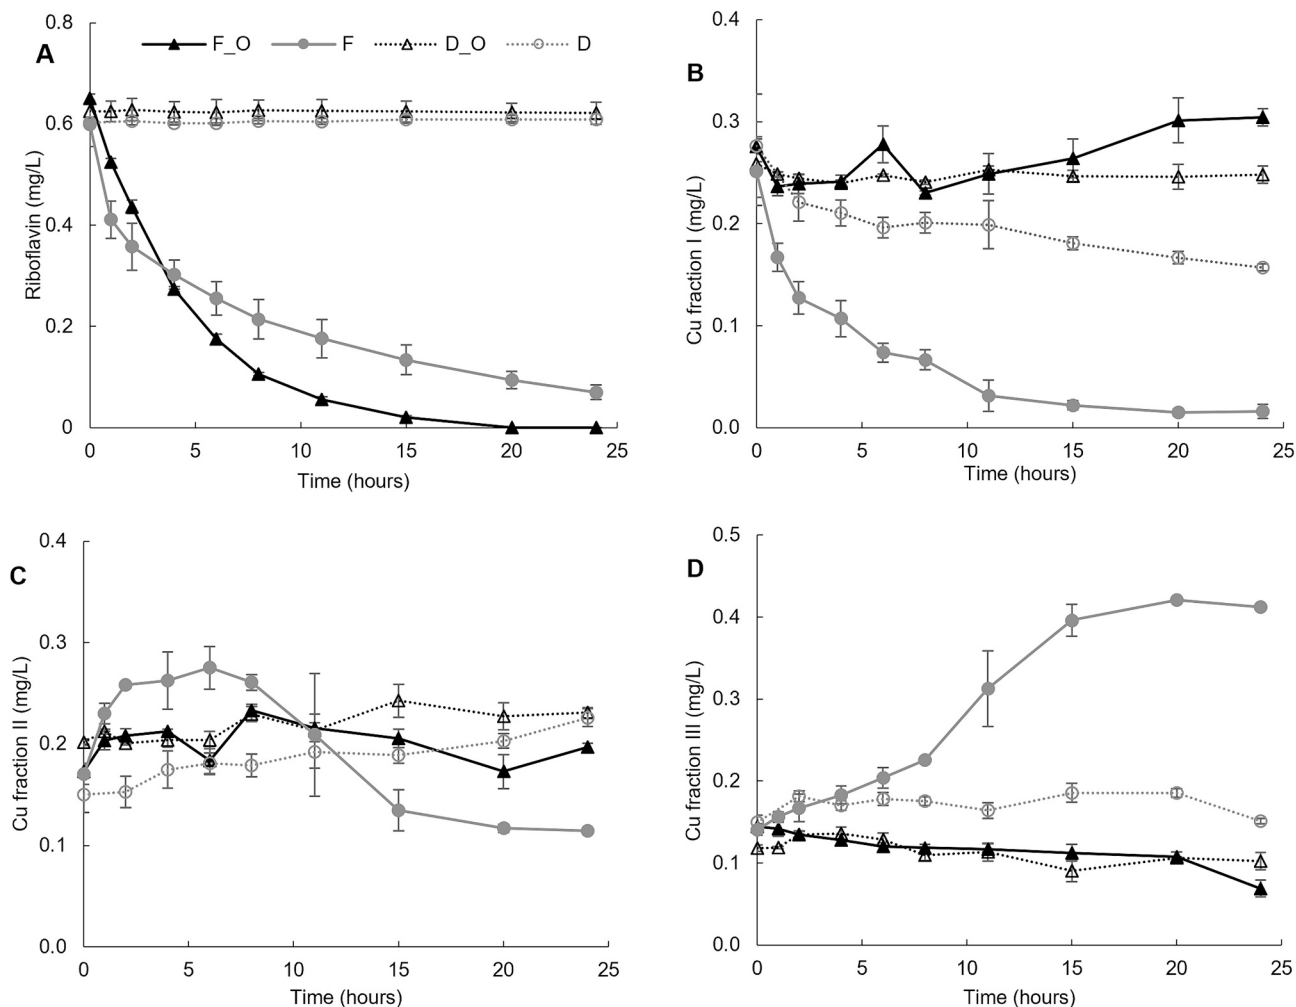 A
F_O F D_O D
0.8
0.6
0.4
0.2
0
Riboflavin (mg/L)
0 5 10 15 20 25
Time (hours)
B
0.4
0.3
0.2
0.1
0.0
Cu fraction I (mg/L)
0 5 10 15 20 25
Time (hours)
C
0.4
0.3
0.2
0.1
0.0
Cu fraction II (mg/L)
0 5 10 15 20 25
Time (hours)
D
0.5
0.4
0.3
0.2
0.1
0.0
Cu fraction III (mg/L)
0 5 10 15 20 25
Time (hours)